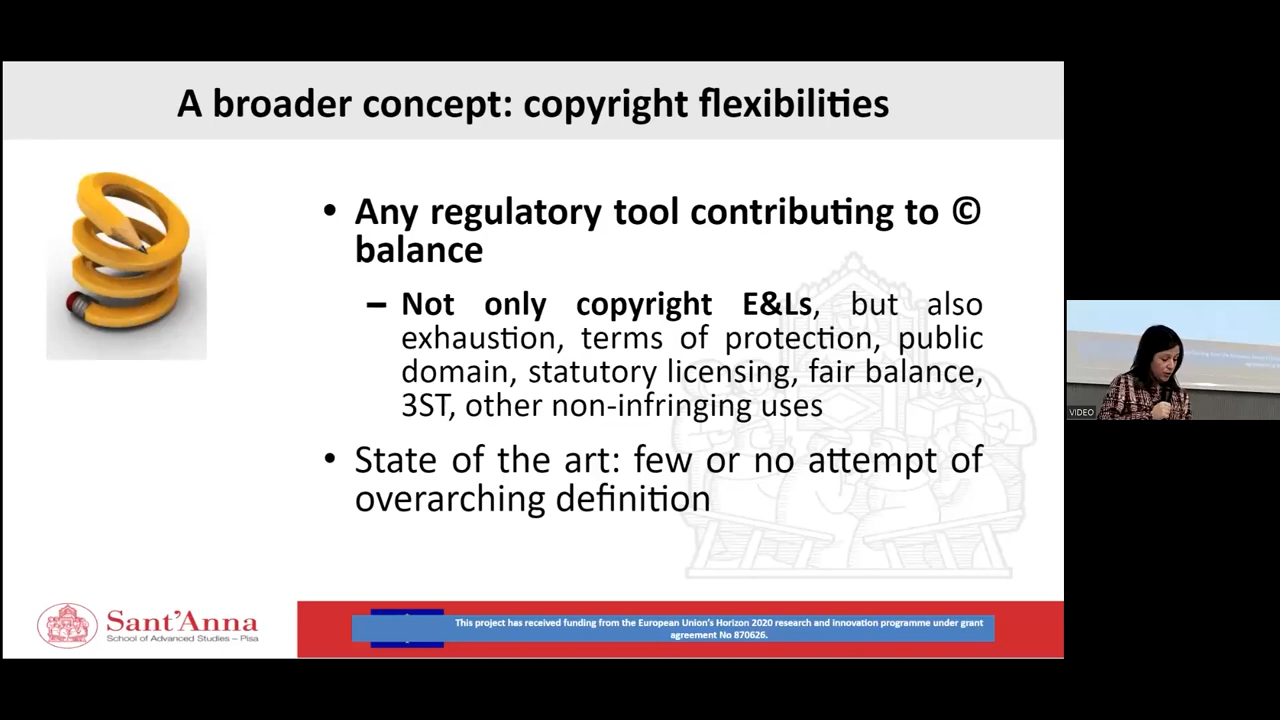 A broader concept: copyright flexibilities
• Any regulatory tool contributing to ©
balance
– Not only copyright E&Ls, but also
exhaustion, terms of protection, public
domain, statutory licensing, fair balance,
3ST, other non-infringing uses
• State of the art: few or no attempt of
overarching definition
Sant'Anna
School of Advanced Studies – Pisa
This project has received funding from the European Union's Horizon 2020 research and innovation programme under grant
agreement No 870626.
VIDEO